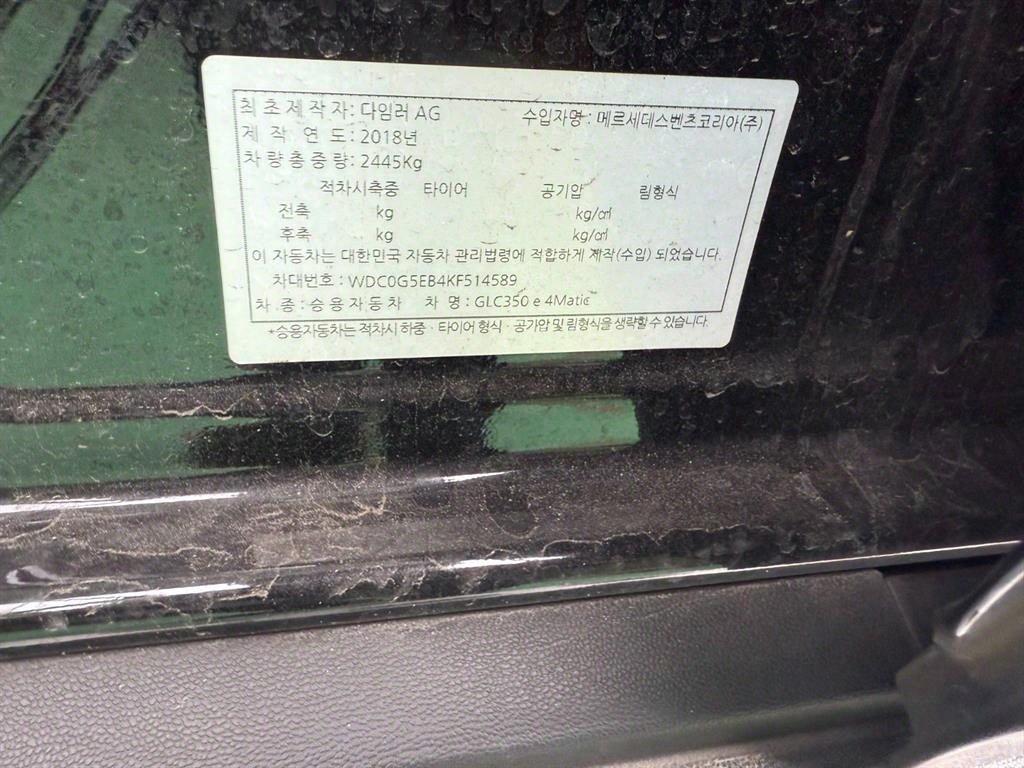 최초제작자: 다임러 AG 수입자명 : 메르세데스벤츠코리아(주)
제 작 연 도: 2018년
차 량 총 중 량: 2445Kg
적차시측중 타이어 공기압 림형식
전축 kg kg/㎠
후축 kg kg/㎠
이 자동차는 대한민국 자동차 관리법령에 적합하게 제작(수입) 되었습니다.
차대번호 : WDC0G5EB4KF514589
차 종 : 승용자동차 차 명 : GLC350 e 4Matic
*승용자동차는 적차시 하중 · 타이어 형식 · 공기압 및 림형식을 생략할 수 있습니다.